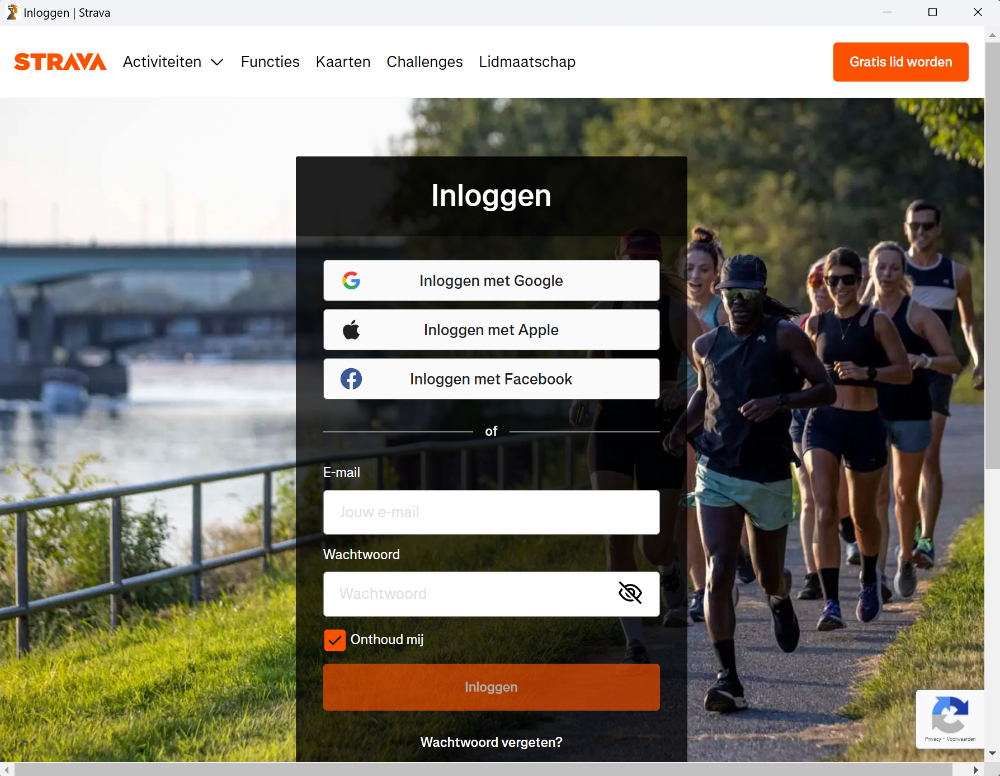 Inloggen | Strava
STRAVA Activiteiten Functies Kaarten Challenges Lidmaatschap Gratis lid worden
Inloggen
Inloggen met Google
Inloggen met Apple
Inloggen met Facebook
of
E-mail
Jouw e-mail
Wachtwoord
Wachtwoord
Onthoud mij
Inloggen
Wachtwoord vergeten?
Privacy - Voorwaarden